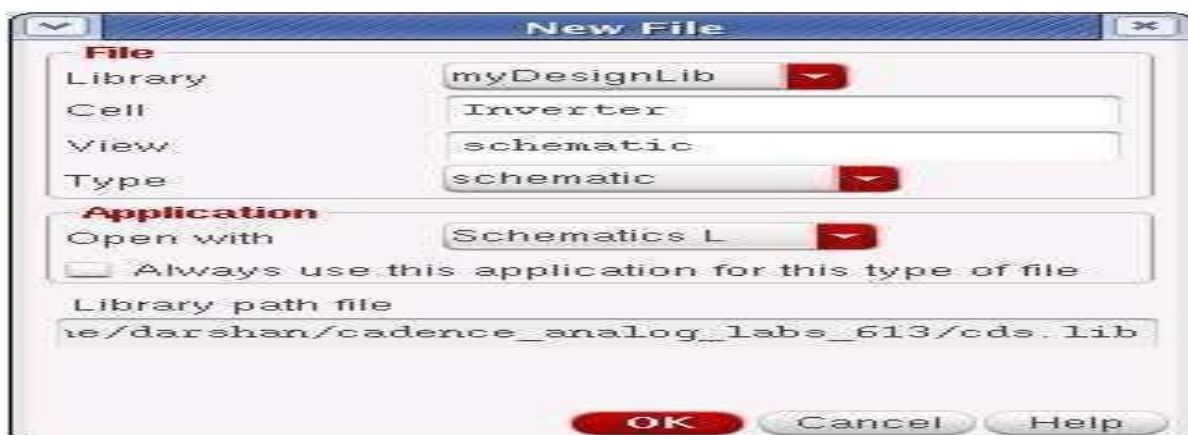 New File
File
Library myDesignLib
Cell Inverter
View schematic
Type schematic
Application
Open with Schematics L
Always use this application for this type of file
Library path file
ne/darshan/cadence_analog_labs_613/cds.lib
OK Cancel Help